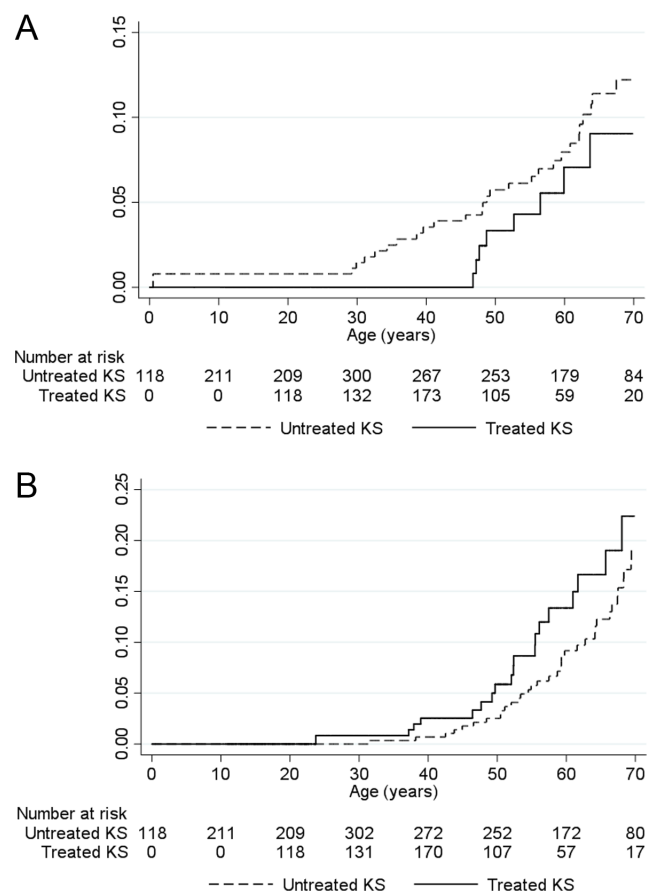 A
0.15
0.10
0.05
0.00
0 10 20 30 40 50 60 70
Age (years)
Number at risk
Untreated KS 118 211 209 300 267 253 179 84
Treated KS 0 0 118 132 173 105 59 20
Untreated KS Treated KS
B
0.25
0.20
0.15
0.10
0.05
0.00
0 10 20 30 40 50 60 70
Age (years)
Number at risk
Untreated KS 118 211 209 302 272 252 172 80
Treated KS 0 0 118 131 170 107 57 17
Untreated KS Treated KS